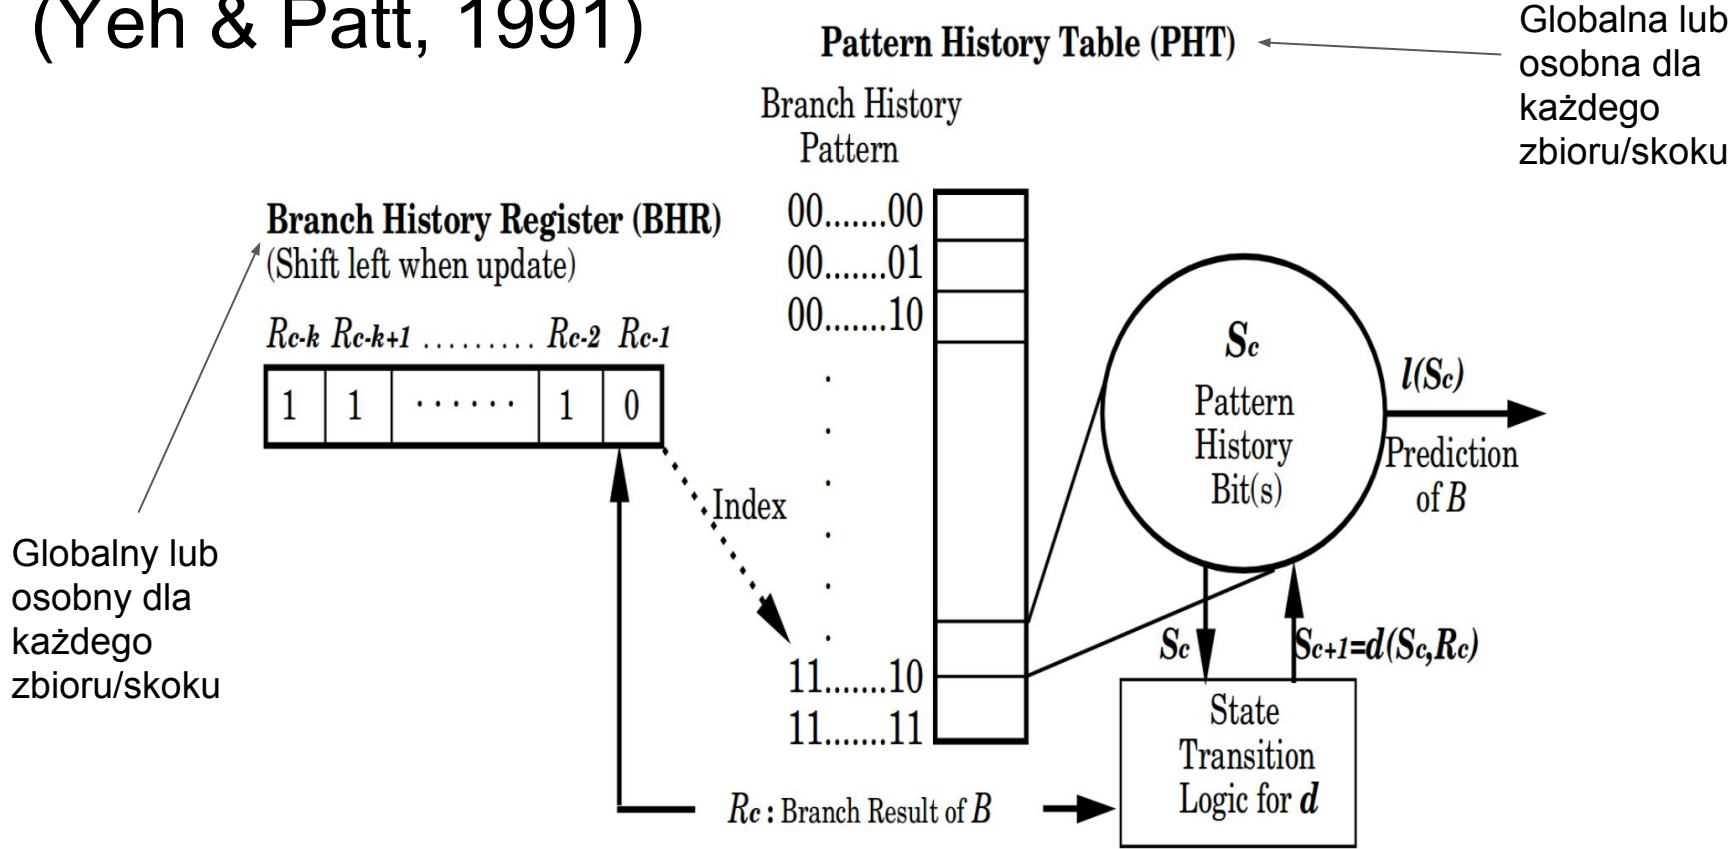 (Yeh & Patt, 1991)
Pattern History Table (PHT)
Globalna lub
osobna dla
każdego
zbioru/skoku
Branch History
Pattern
Branch History Register (BHR)
(Shift left when update)
Rc-k Rc-k+1 ......... Rc-2 Rc-1
1 1 ...... 1 0
00.......00
00.......01
00.......10
.
.
.
.
.
.
11.......10
11.......11
Index
Globalny lub
osobny dla
każdego
zbioru/skoku
Sc
Pattern
History
Bit(s)
l(Sc)
Prediction
of B
Sc
Sc+1=d(Sc,Rc)
State
Transition
Logic for d
Rc : Branch Result of B